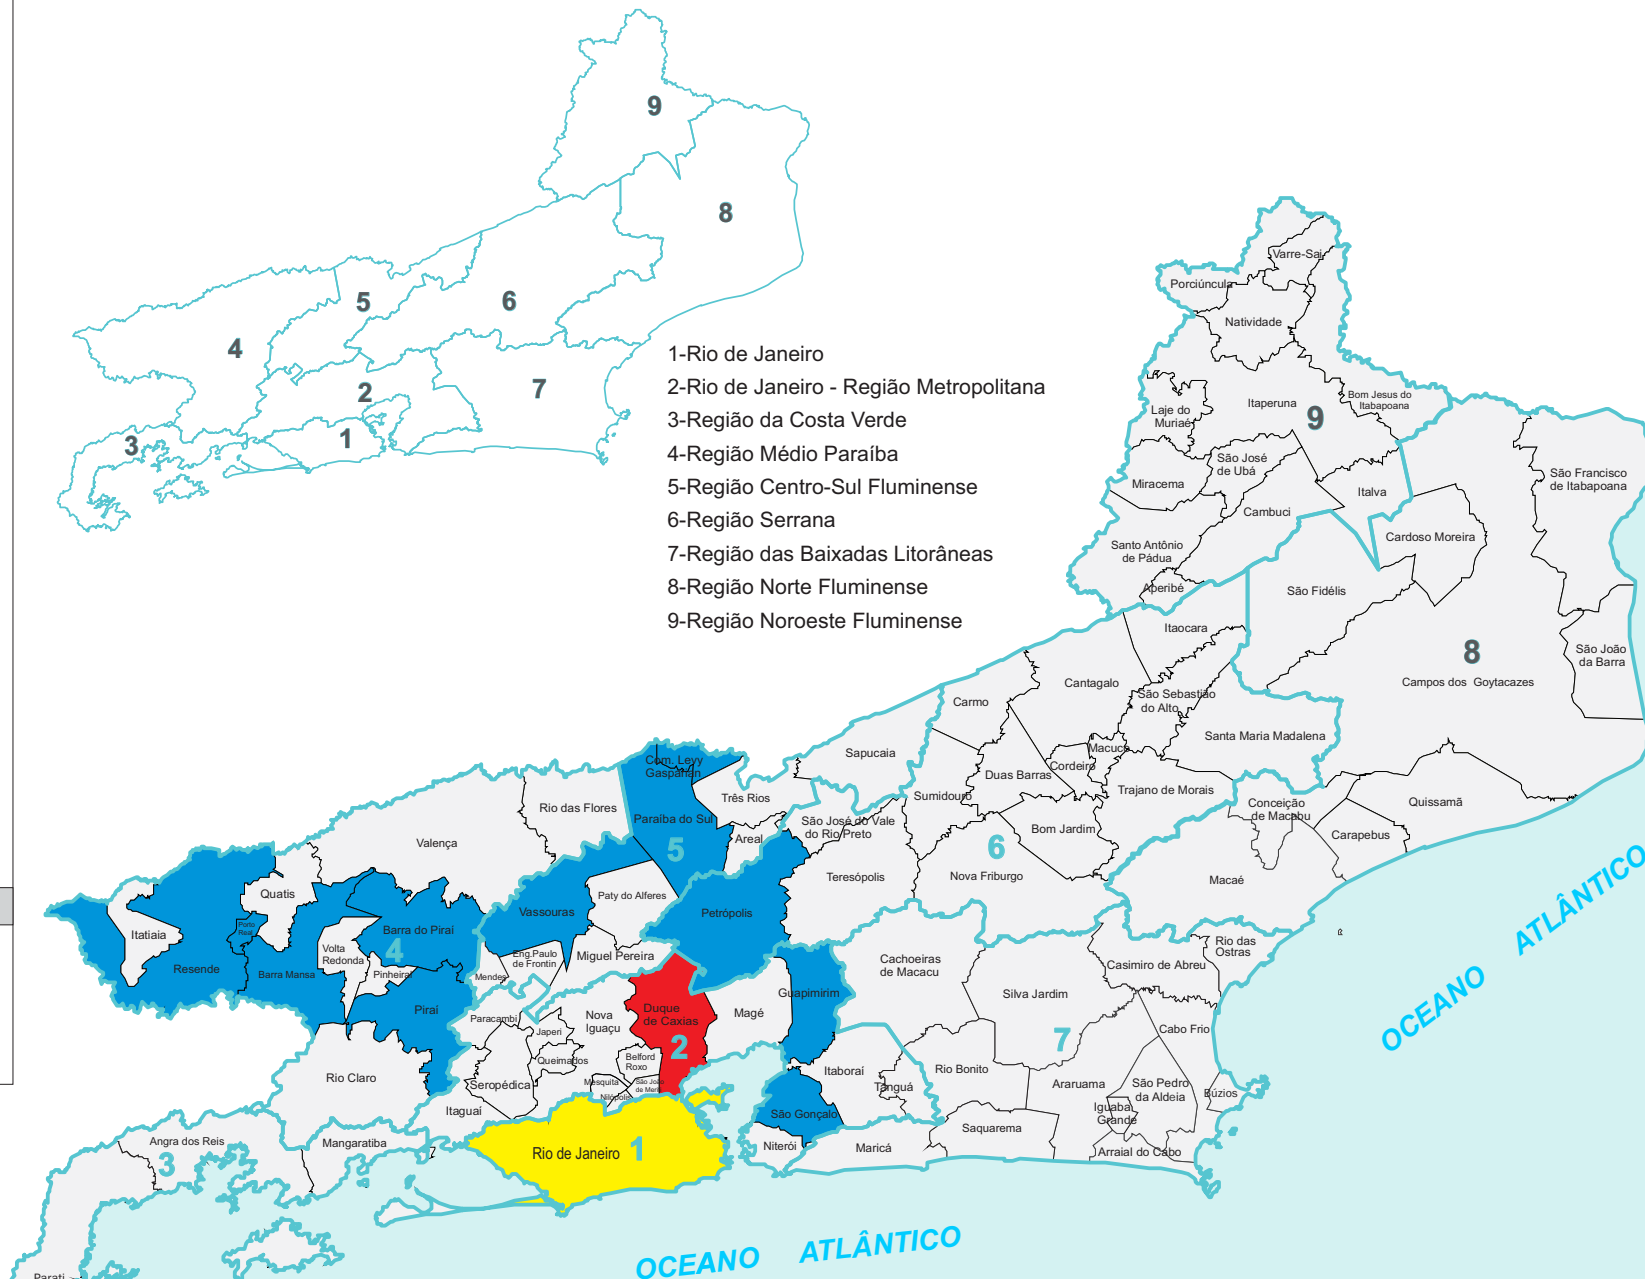 9
8
5
6
4
7
2
1
3
1-Rio de Janeiro
2-Rio de Janeiro - Região Metropolitana
3-Região da Costa Verde
4-Região Médio Paraíba
5-Região Centro-Sul Fluminense
6-Região Serrana
7-Região das Baixadas Litorâneas
8-Região Norte Fluminense
9-Região Noroeste Fluminense
Varre-Sai
Porciúncula
Natividade
Bom Jesus do
Itabapoana
Itaperuna
9
Laje do
Muriaé
São José
de Ubá
Miracema
Italva
Cambuci
São Francisco
de Itabapoana
Cardoso Moreira
Santo Antônio
de Pádua
Aperibé
São Fidélis
Itaocara
8
São João
da Barra
Campos dos Goytacazes
Cantagalo
São Sebastião
do Alto
Carmo
Santa Maria Madalena
Macuco
Cordeiro
Duas Barras
Sapucaia
Com. Levy
Gasparian
Trajano de Morais
Sumidouro
Três Rios
Rio das Flores
Conceição
de Macabu
Quissamã
Carapebus
Paraíba do Sul
São José do Vale
do Rio Preto
Areal
Bom Jardim
Valença
5
6
Teresópolis
Nova Friburgo
Macaé
Quatis
Paty do Alferes
Vassouras
Petrópolis
Porto
Real
Itatiaia
Barra do Piraí
4
Volta
Redonda
Resende
Barra Mansa
Pinheiral
Eng.Paulo
de Frontin
Mendes
Miguel Pereira
Cachoeiras
de Macacu
Rio das
Ostras
Casimiro de Abreu
Guapimirim
Silva Jardim
Piraí
Paracambi
Nova
Iguaçu
Duque
de Caxias
2
Magé
Japeri
Queimados
Belford
Roxo
7
Cabo Frio
Rio Claro
Seropédica
Mesquita
São João
de Meriti
Nilópolis
Itaboraí
Tanguá
Rio Bonito
Araruama
São Pedro
da Aldeia
Búzios
Iguaba
Grande
Itaguaí
São Gonçalo
Saquarema
Arraial do Cabo
Niterói
Maricá
Angra dos Reis
3
Mangaratiba
Rio de Janeiro
1
Parati
OCEANO ATLÂNTICO
OCEANO ATLÂNTICO